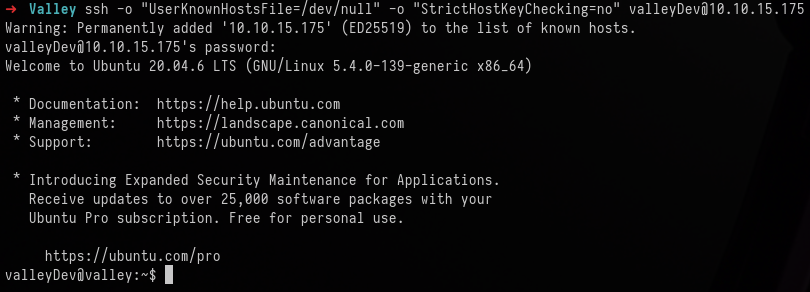 → Valley ssh -o "UserKnownHostsFile=/dev/null" -o "StrictHostKeyChecking=no" valleyDev@10.10.15.175
Warning: Permanently added '10.10.15.175' (ED25519) to the list of known hosts.
valleyDev@10.10.15.175's password:
Welcome to Ubuntu 20.04.6 LTS (GNU/Linux 5.4.0-139-generic x86_64)
* Documentation: https://help.ubuntu.com
* Management: https://landscape.canonical.com
* Support: https://ubuntu.com/advantage
* Introducing Expanded Security Maintenance for Applications.
Receive updates to over 25,000 software packages with your
Ubuntu Pro subscription. Free for personal use.
https://ubuntu.com/pro
valleyDev@valley:~$